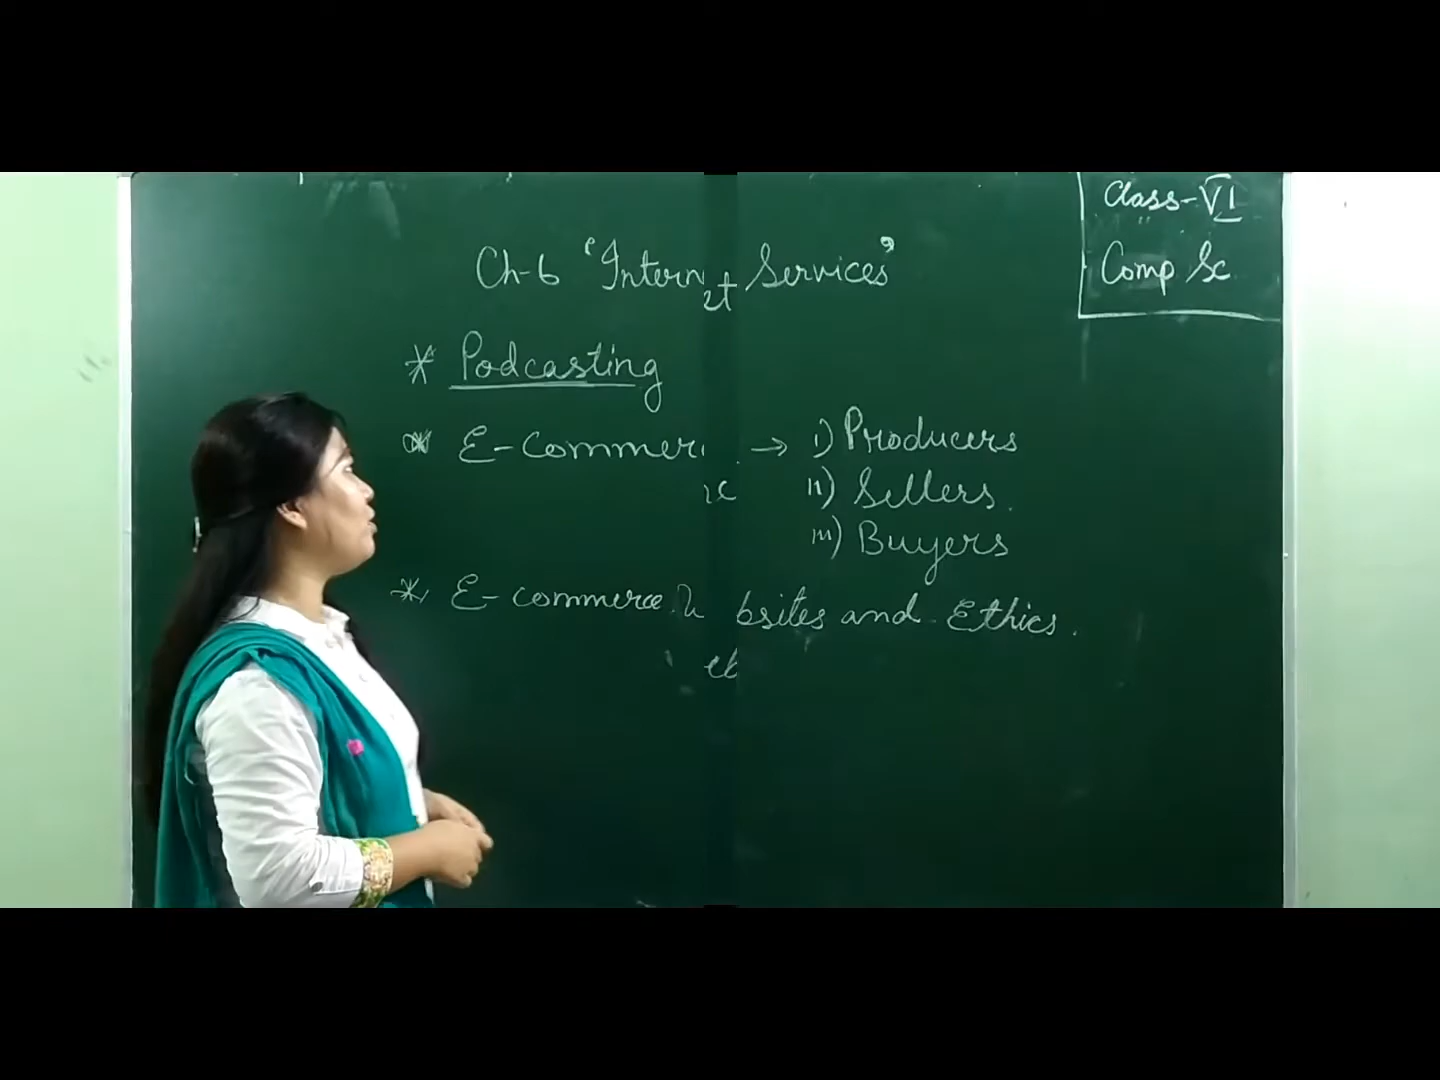 Class-VI
Comp Sc
Ch-6 "Internet Services"
* Podcasting
* E-commerce → i) Producers
ii) Sellers.
iii) Buyers
* E-commerce Websites and Ethics.